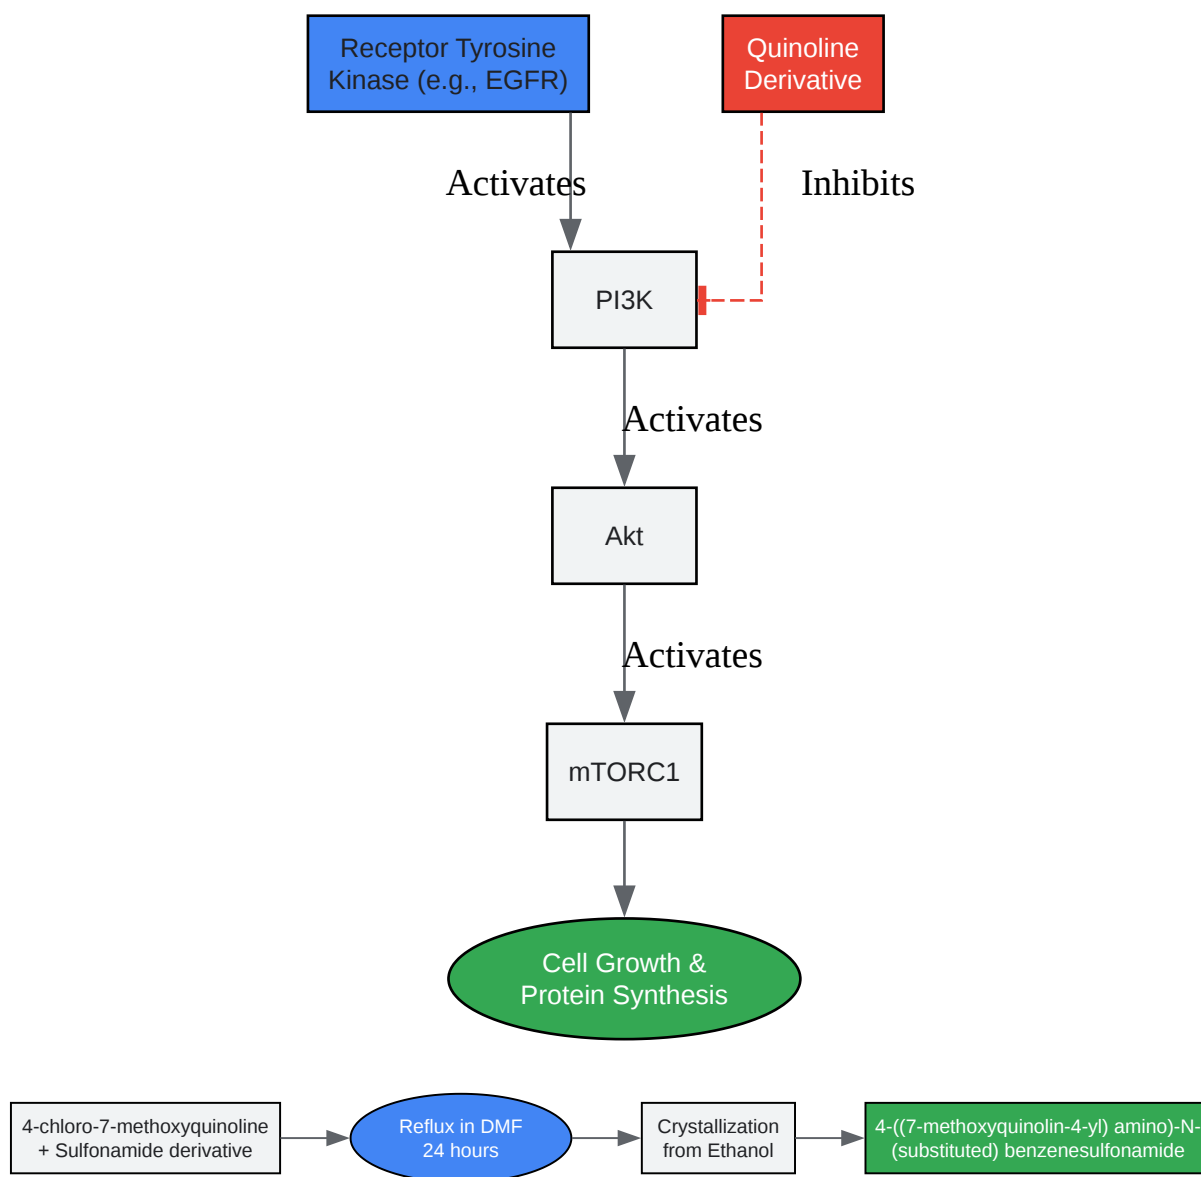 Receptor Tyrosine
Kinase (e.g., EGFR)
Quinoline
Derivative
Activates
Inhibits
PI3K
Activates
Akt
Activates
mTORC1
Cell Growth &
Protein Synthesis
4-chloro-7-methoxyquinoline
+ Sulfonamide derivative
Reflux in DMF
24 hours
Crystallization
from Ethanol
4-((7-methoxyquinolin-4-yl) amino)-N-
(substituted) benzenesulfonamide